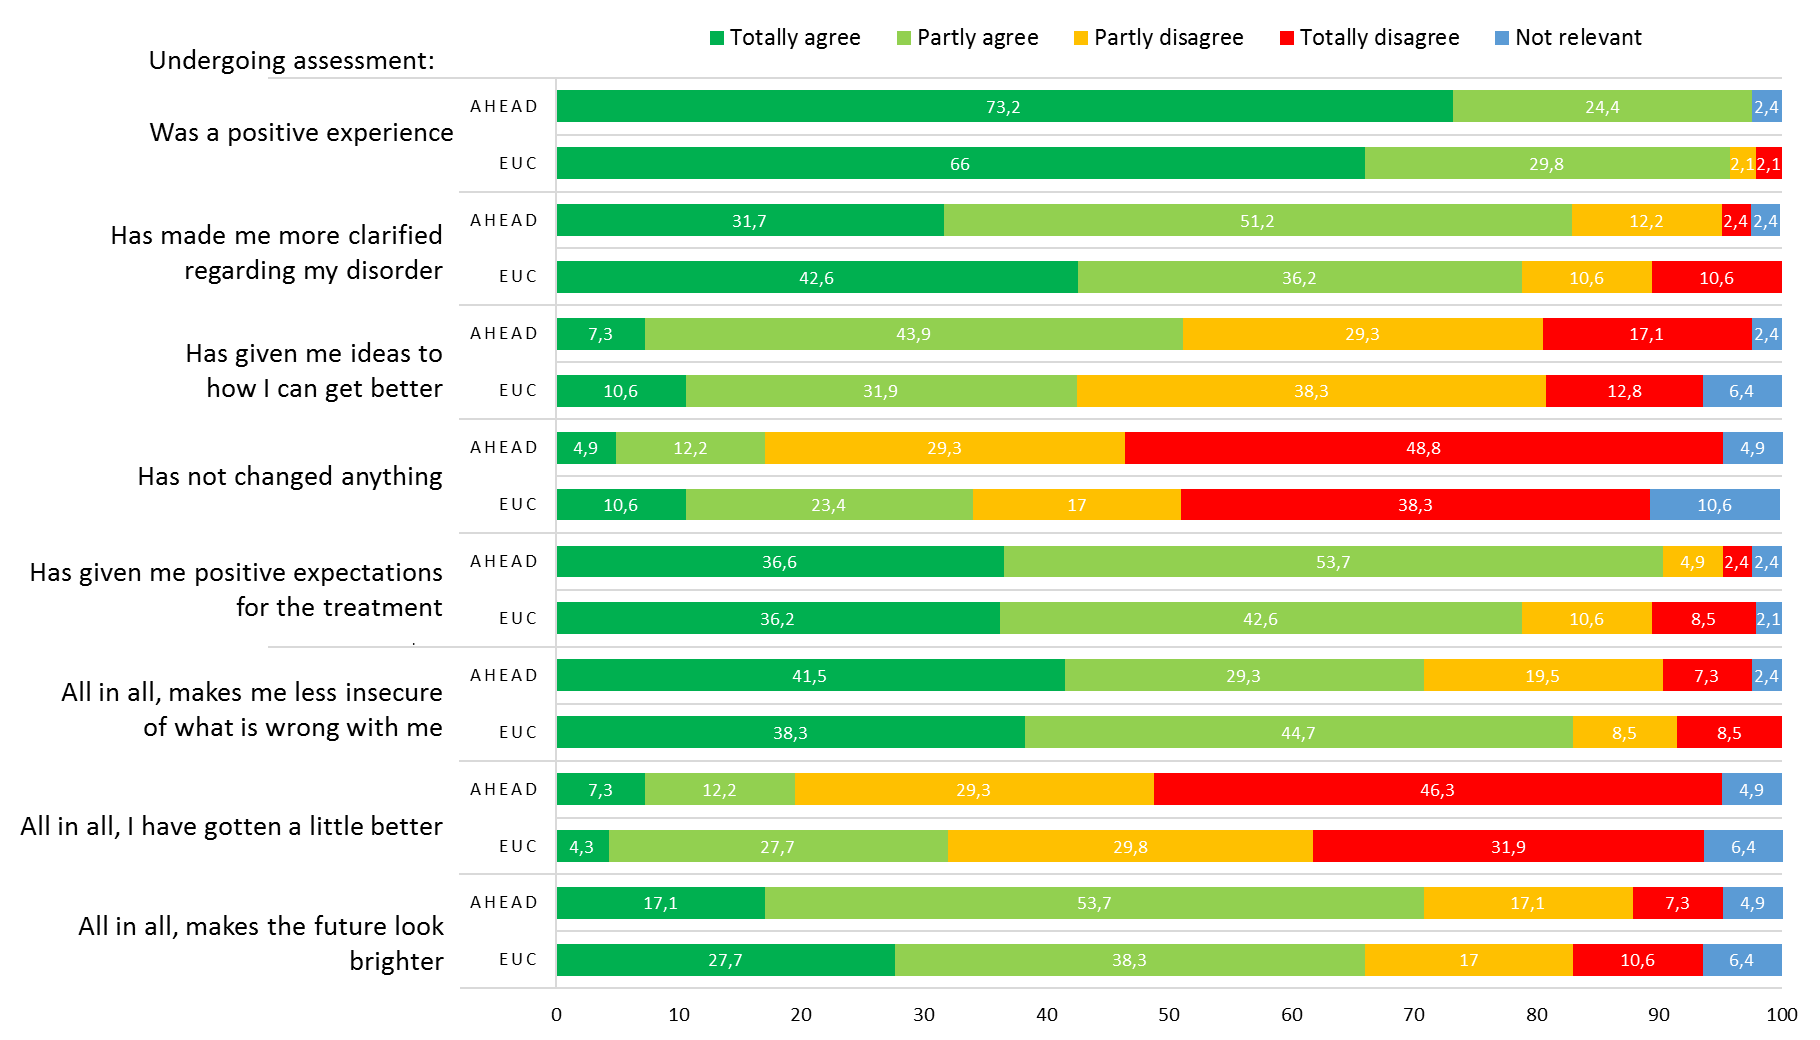 Totally agree Partly agree Partly disagree Totally disagree Not relevant
Undergoing assessment:
Was a positive experience
AHEAD 73,2 24,4 2,4
EUC 66 29,8 2,1 2,1
Has made me more clarified
regarding my disorder
AHEAD 31,7 51,2 12,2 2,4 2,4
EUC 42,6 36,2 10,6 10,6
Has given me ideas to
how I can get better
AHEAD 7,3 43,9 29,3 17,1 2,4
EUC 10,6 31,9 38,3 12,8 6,4
Has not changed anything
AHEAD 4,9 12,2 29,3 48,8 4,9
EUC 10,6 23,4 17 38,3 10,6
Has given me positive expectations
for the treatment
AHEAD 36,6 53,7 4,9 2,4 2,4
EUC 36,2 42,6 10,6 8,5 2,1
All in all, makes me less insecure
of what is wrong with me
AHEAD 41,5 29,3 19,5 7,3 2,4
EUC 38,3 44,7 8,5 8,5
All in all, I have gotten a little better
AHEAD 7,3 12,2 29,3 46,3 4,9
EUC 4,3 27,7 29,8 31,9 6,4
All in all, makes the future look
brighter
AHEAD 17,1 53,7 17,1 7,3 4,9
EUC 27,7 38,3 17 10,6 6,4
0 10 20 30 40 50 60 70 80 90 100